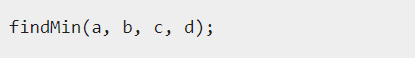 findMin(a, b, c, d);